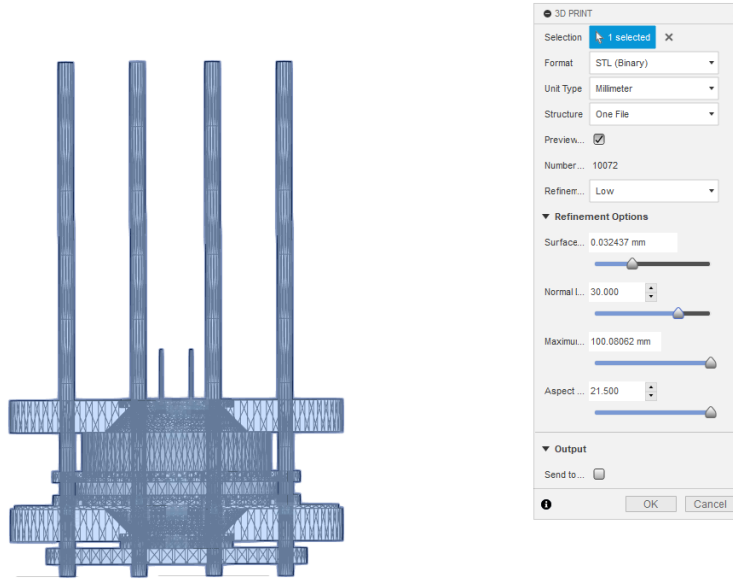 3D PRINT
Selection 1 selected
Format STL (Binary)
Unit Type Millimeter
Structure One File
Preview...
Number... 10072
Refinem... Low
Refinement Options
Surface... 0.032437 mm
Normal I... 30.000
Maximu... 100.08062 mm
Aspect ... 21.500
Output
Send to...
OK Cancel